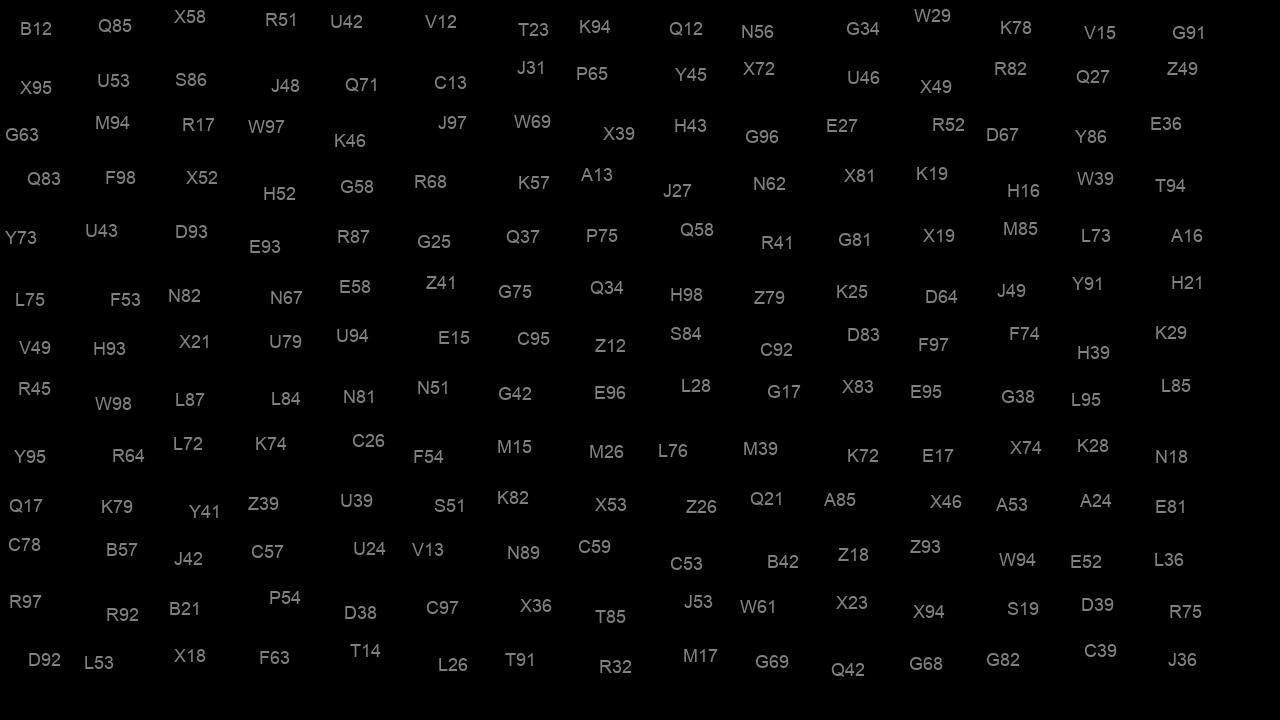 B12 Q85 X58 R51 U42 V12 T23 K94 Q12 N56 G34 W29 K78 V15 G91
X95 U53 S86 J48 Q71 C13 J31 P65 Y45 X72 U46 X49 R82 Q27 Z49
G63 M94 R17 W97 K46 J97 W69 X39 H43 G96 E27 R52 D67 Y86 E36
Q83 F98 X52 H52 G58 R68 K57 A13 J27 N62 X81 K19 H16 W39 T94
Y73 U43 D93 E93 R87 G25 Q37 P75 Q58 R41 G81 X19 M85 L73 A16
L75 F53 N82 N67 E58 Z41 G75 Q34 H98 Z79 K25 D64 J49 Y91 H21
V49 H93 X21 U79 U94 E15 C95 Z12 S84 C92 D83 F97 F74 H39 K29
R45 W98 L87 L84 N81 N51 G42 E96 L28 G17 X83 E95 G38 L95 L85
Y95 R64 L72 K74 C26 F54 M15 M26 L76 M39 K72 E17 X74 K28 N18
Q17 K79 Y41 Z39 U39 S51 K82 X53 Z26 Q21 A85 X46 A53 A24 E81
C78 B57 J42 C57 U24 V13 N89 C59 C53 B42 Z18 Z93 W94 E52 L36
R97 R92 B21 P54 D38 C97 X36 T85 J53 W61 X23 X94 S19 D39 R75
D92 L53 X18 F63 T14 L26 T91 R32 M17 G69 Q42 G68 G82 C39 J36